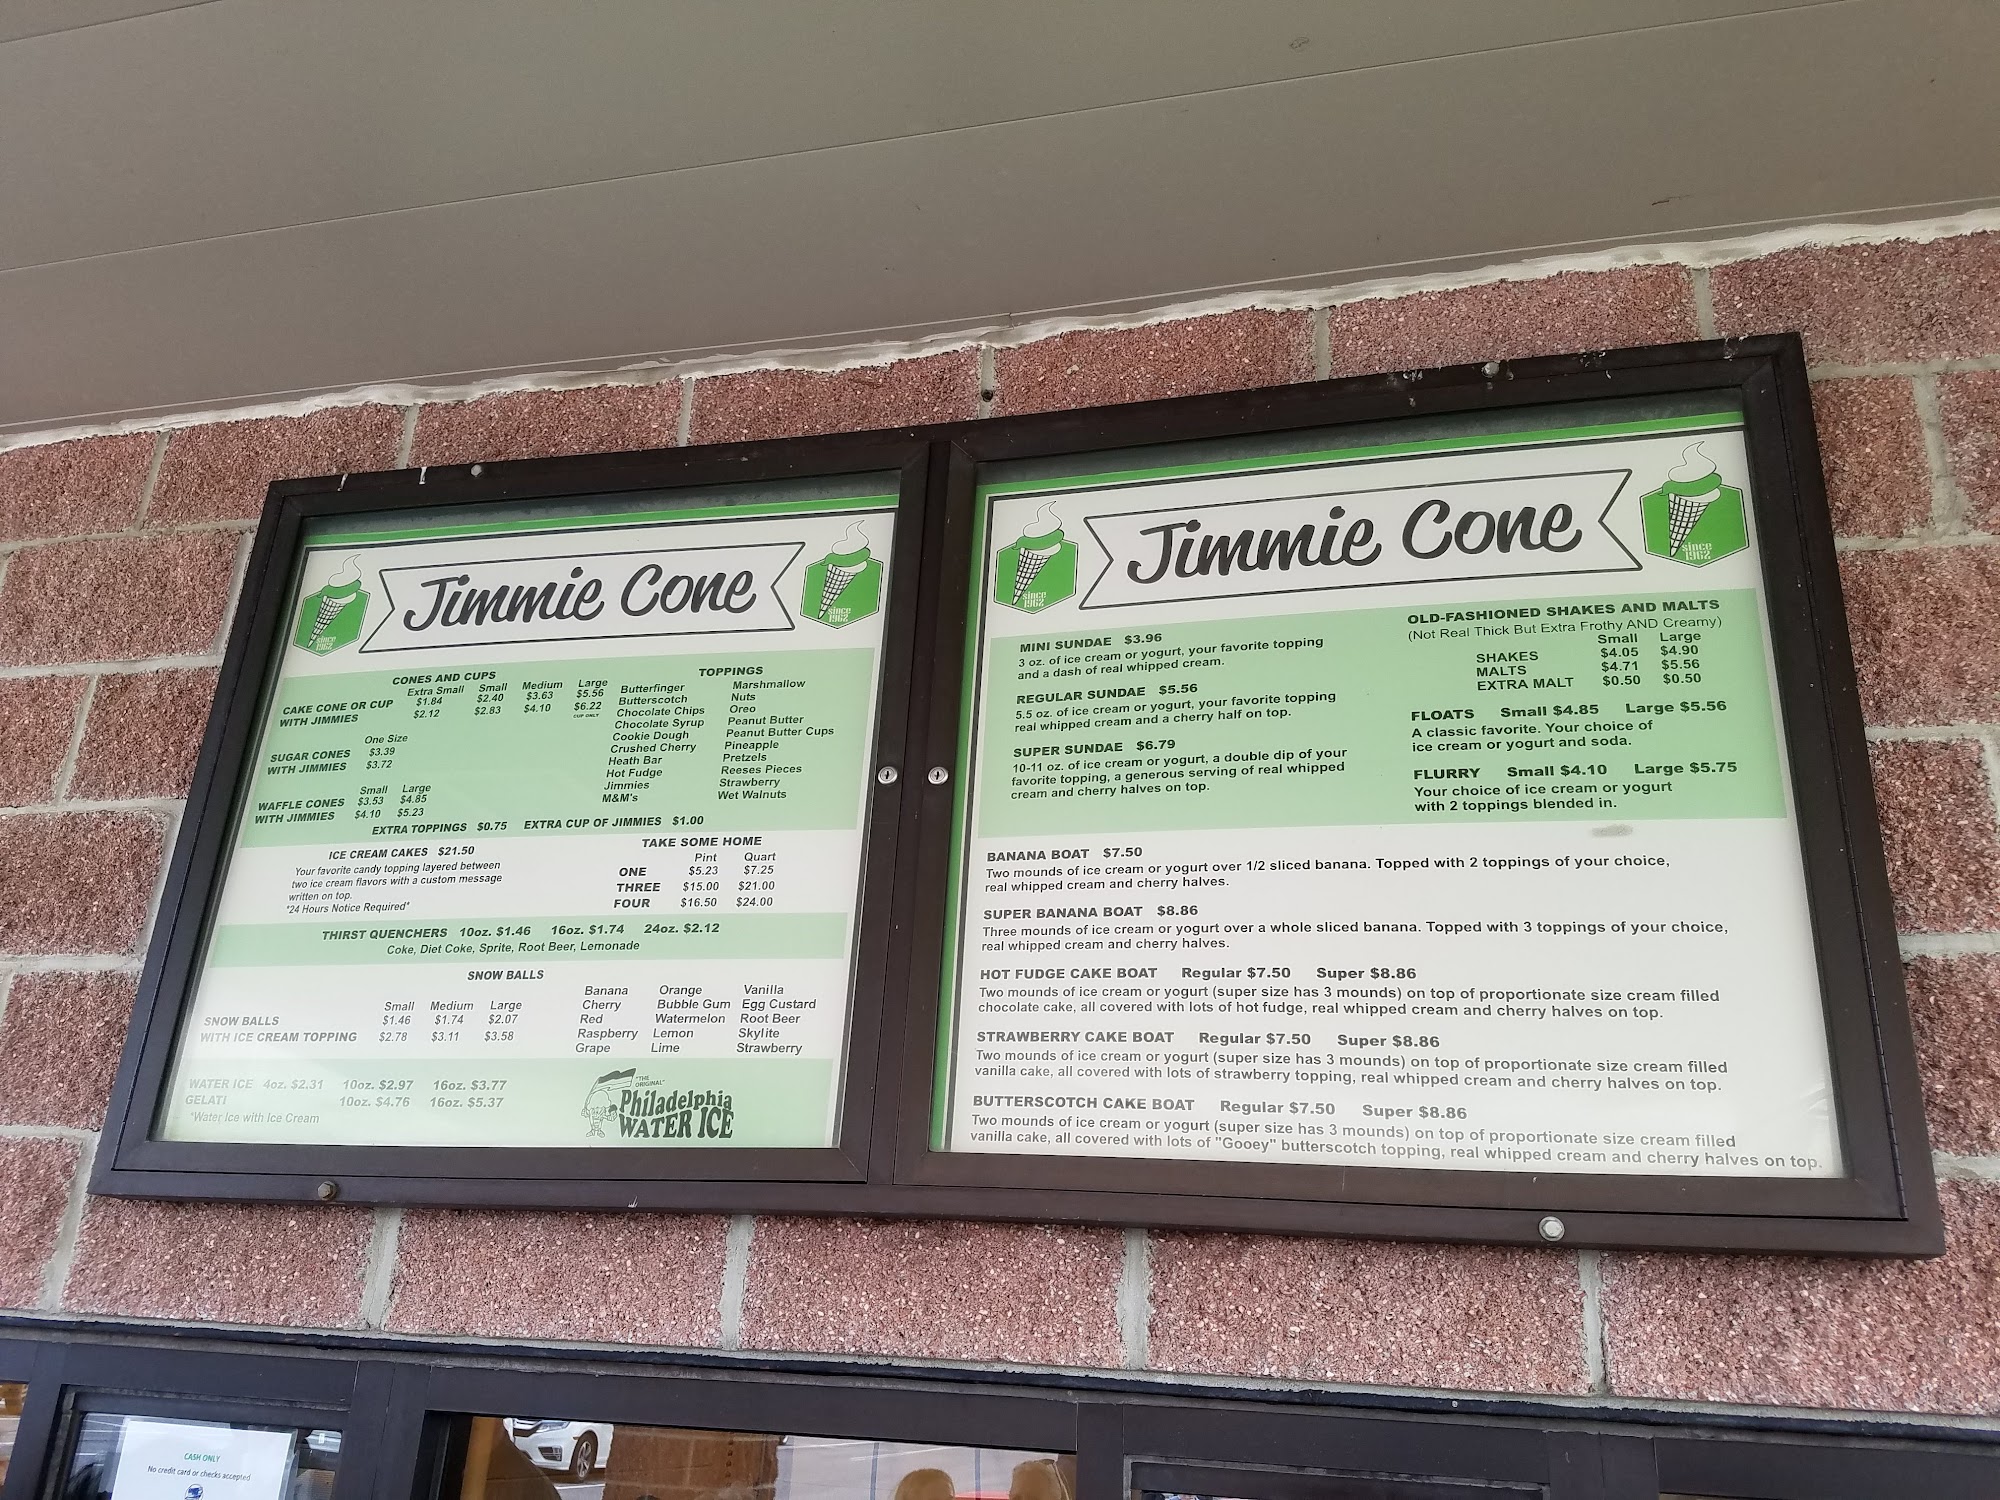 Jimmie Cone
since
1962
since
1962
CONES AND CUPS
Extra Small Small Medium Large
CAKE CONE OR CUP $1.84 $2.40 $3.63 $5.56
WITH JIMMIES $2.12 $2.83 $4.10 $6.22
CUP ONLY
One Size
SUGAR CONES $3.39
WITH JIMMIES $3.72
Small Large
WAFFLE CONES $3.53 $4.85
WITH JIMMIES $4.10 $5.23
TOPPINGS
Butterfinger
Butterscotch
Chocolate Chips
Chocolate Syrup
Cookie Dough
Crushed Cherry
Heath Bar
Hot Fudge
Jimmies
M&M's
Marshmallow
Nuts
Oreo
Peanut Butter
Peanut Butter Cups
Pineapple
Pretzels
Reeses Pieces
Strawberry
Wet Walnuts
EXTRA TOPPINGS $0.75 EXTRA CUP OF JIMMIES $1.00
ICE CREAM CAKES $21.50
Your favorite candy topping layered between
two ice cream flavors with a custom message
written on top.
*24 Hours Notice Required*
TAKE SOME HOME
Pint Quart
ONE $5.23 $7.25
THREE $15.00 $21.00
FOUR $16.50 $24.00
THIRST QUENCHERS 10oz. $1.46 16oz. $1.74 24oz. $2.12
Coke, Diet Coke, Sprite, Root Beer, Lemonade
SNOW BALLS
Small Medium Large
SNOW BALLS $1.46 $1.74 $2.07
WITH ICE CREAM TOPPING $2.78 $3.11 $3.58
Banana Orange Vanilla
Cherry Bubble Gum Egg Custard
Red Watermelon Root Beer
Raspberry Lemon Skylite
Grape Lime Strawberry
WATER ICE 4oz. $2.31 10oz. $2.97 16oz. $3.77
GELATI 10oz. $4.76 16oz. $5.37
*Water Ice with Ice Cream
"THE
ORIGINAL"
Philadelphia
WATER ICE
Jimmie Cone
since
1962
since
1962
MINI SUNDAE $3.96
3 oz. of ice cream or yogurt, your favorite topping
and a dash of real whipped cream.
REGULAR SUNDAE $5.56
5.5 oz. of ice cream or yogurt, your favorite topping
real whipped cream and a cherry half on top.
SUPER SUNDAE $6.79
10-11 oz. of ice cream or yogurt, a double dip of your
favorite topping, a generous serving of real whipped
cream and cherry halves on top.
OLD-FASHIONED SHAKES AND MALTS
(Not Real Thick But Extra Frothy AND Creamy)
Small Large
SHAKES $4.05 $4.90
MALTS $4.71 $5.56
EXTRA MALT $0.50 $0.50
FLOATS Small $4.85 Large $5.56
A classic favorite. Your choice of
ice cream or yogurt and soda.
FLURRY Small $4.10 Large $5.75
Your choice of ice cream or yogurt
with 2 toppings blended in.
BANANA BOAT $7.50
Two mounds of ice cream or yogurt over 1/2 sliced banana. Topped with 2 toppings of your choice,
real whipped cream and cherry halves.
SUPER BANANA BOAT $8.86
Three mounds of ice cream or yogurt over a whole sliced banana. Topped with 3 toppings of your choice,
real whipped cream and cherry halves.
HOT FUDGE CAKE BOAT Regular $7.50 Super $8.86
Two mounds of ice cream or yogurt (super size has 3 mounds) on top of proportionate size cream filled
chocolate cake, all covered with lots of hot fudge, real whipped cream and cherry halves on top.
STRAWBERRY CAKE BOAT Regular $7.50 Super $8.86
Two mounds of ice cream or yogurt (super size has 3 mounds) on top of proportionate size cream filled
vanilla cake, all covered with lots of strawberry topping, real whipped cream and cherry halves on top.
BUTTERSCOTCH CAKE BOAT Regular $7.50 Super $8.86
Two mounds of ice cream or yogurt (super size has 3 mounds) on top of proportionate size cream filled
vanilla cake, all covered with lots of "Gooey" butterscotch topping, real whipped cream and cherry halves on top.
CASH ONLY
No credit card or checks accepted